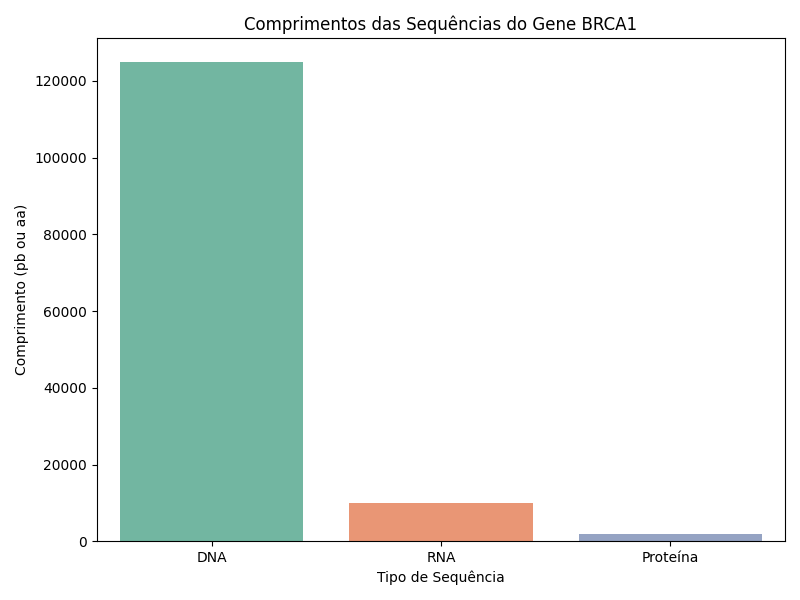 Comprimentos das Sequências do Gene BRCA1
Comprimento (pb ou aa)
120000
100000
80000
60000
40000
20000
0
DNA
RNA
Proteína
Tipo de Sequência